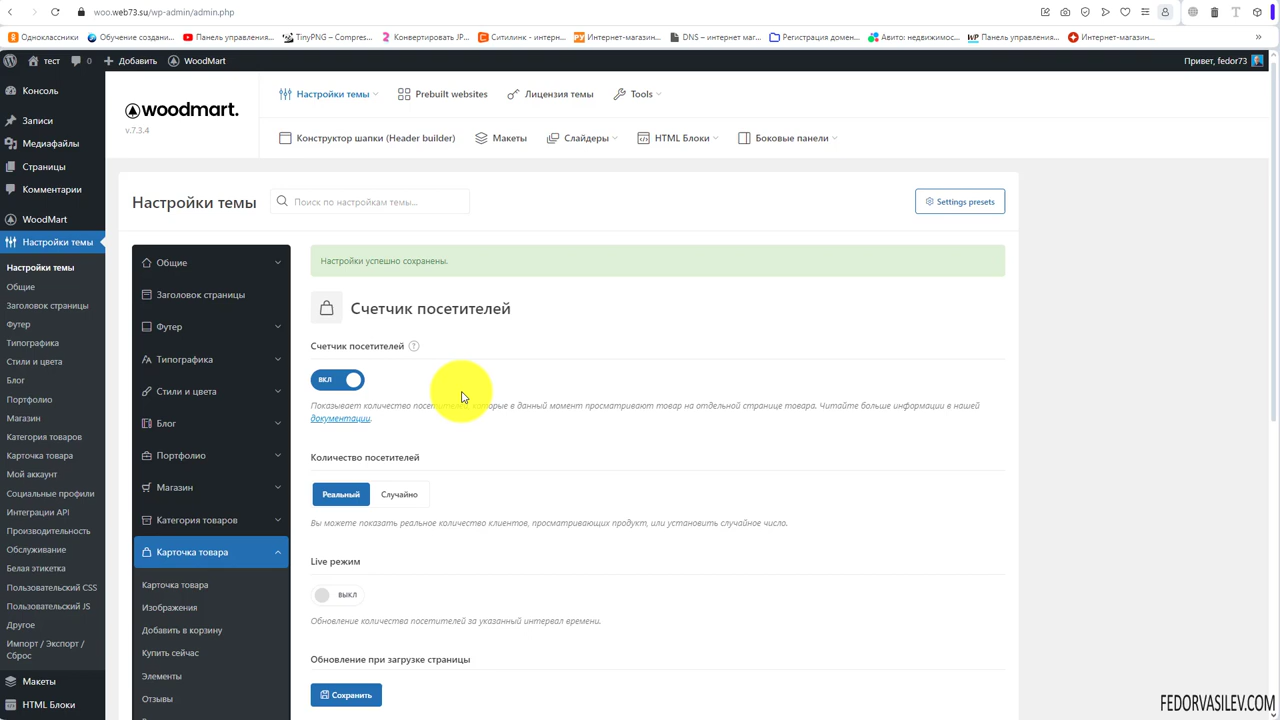 woo.web73.su/wp-admin/admin.php
Одноклассники
Обучение создани...
Панель управления...
TinyPNG – Compres...
Конвертировать JP...
Ситилинк – интерн...
Интернет-магазин...
DNS – интернет маг...
Регистрация домен...
Авито: недвижимос...
Панель управления...
Интернет-магазин...
тест
0
Добавить
WoodMart
Привет, fedor73
Консоль
Записи
Медиафайлы
Страницы
Комментарии
WoodMart
Настройки темы
Настройки темы
Общие
Заголовок страницы
Футер
Типографика
Стили и цвета
Блог
Портфолио
Магазин
Категория товаров
Карточка товара
Мой аккаунт
Социальные профили
Интеграции API
Производительность
Обслуживание
Белая этикетка
Пользовательский CSS
Пользовательский JS
Другое
Импорт / Экспорт /
Сброс
Макеты
HTML Блоки
woodmart.
v.7.3.4
Настройки темы
Prebuilt websites
Лицензия темы
Tools
Конструктор шапки (Header builder)
Макеты
Слайдеры
HTML Блоки
Боковые панели
Настройки темы
Поиск по настройкам темы...
Settings presets
Общие
Заголовок страницы
Футер
Типографика
Стили и цвета
Блог
Портфолио
Магазин
Категория товаров
Карточка товара
Карточка товара
Изображения
Добавить в корзину
Купить сейчас
Элементы
Отзывы
Настройки успешно сохранены.
Счетчик посетителей
Счетчик посетителей
ВКЛ
Показывает количество посетителей, которые в данный момент просматривают товар на отдельной странице товара. Читайте больше информации в нашей
документации.
Количество посетителей
Реальный
Случайно
Вы можете показать реальное количество клиентов, просматривающих продукт, или установить случайное число.
Live режим
ВЫКЛ
Обновление количества посетителей за указанный интервал времени.
Обновление при загрузке страницы
Сохранить
FEDORVASILEV.COM